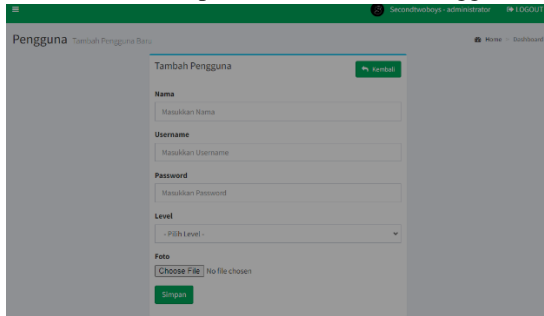 Secondtwoboys - administrator LOGOUT
Pengguna Tambah Pengguna Baru
Home > Dashboard
Tambah Pengguna
Kembali
Nama
Masukkan Nama
Username
Masukkan Username
Password
Masukkan Password
Level
- Pilih Level -
Foto
Choose File No file chosen
Simpan